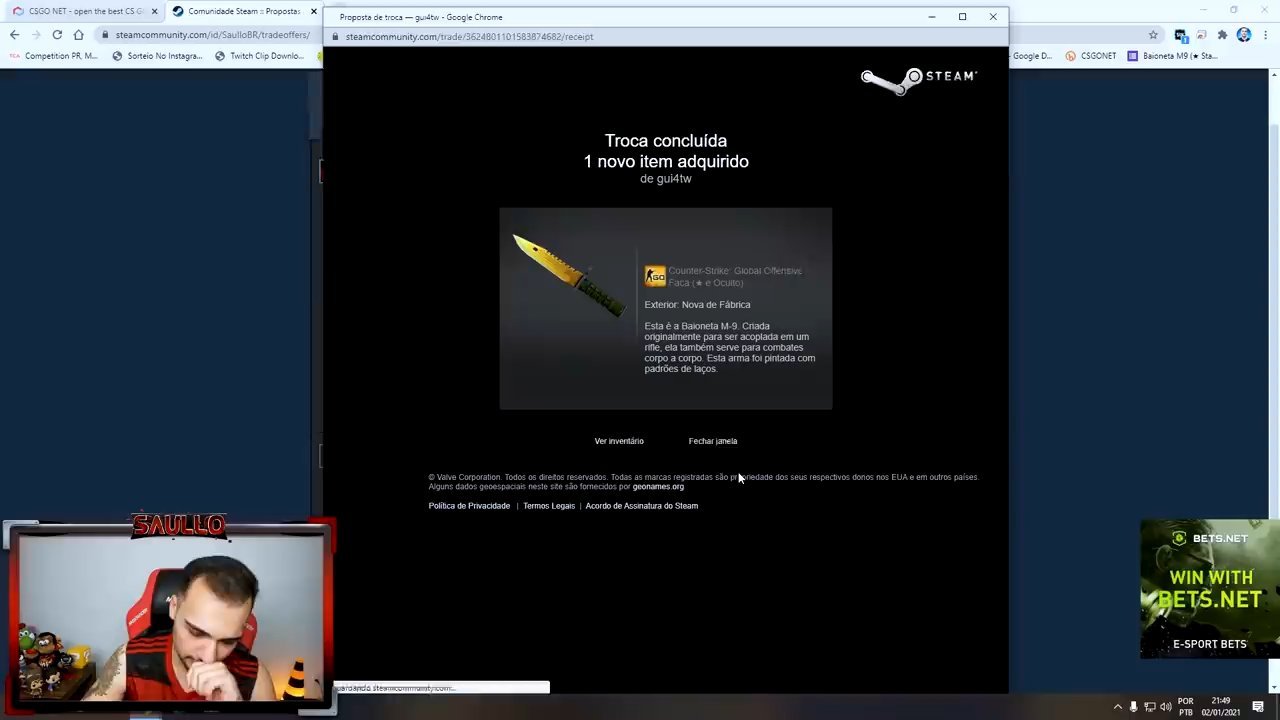 CS:GO Competition - open the best CS:G
Steam Community
Trades
Proposta de troca — gui4tw - Google Chrome
steamcommunity.com/id/SaulloBR/tradeoffers/
steamcommunity.com/trade/3624801101583874682/receipt
YouTube
Sorteio No Instagra...
Twitch Clip Downlo...
CSGONET
Baioneta M9 (★ Est
STEAM
Troca concluída
1 novo item adquirido
de gui4tw
GO
Counter-Strike: Global Offensive
Faca (★ e Oculto)
Exterior: Nova de Fábrica
Esta é a Baioneta M-9. Criada
originalmente para ser acoplada em um
rifle, ela também serve para combates
corpo a corpo. Esta arma foi pintada com
padrões de laços.
Ver inventário
Fechar janela
© Valve Corporation. Todos os direitos reservados. Todas as marcas registradas são propriedade dos seus respectivos donos nos EUA e em outros países.
Alguns dados geoespaciais neste site são fornecidos por geonames.org
Política de Privacidade | Termos Legais | Acordo de Assinatura do Steam
SAULLO
BETS.NET
WIN WITH
BETS.NET
E-SPORT BETS
POR
PTB
21:49
02/01/2021